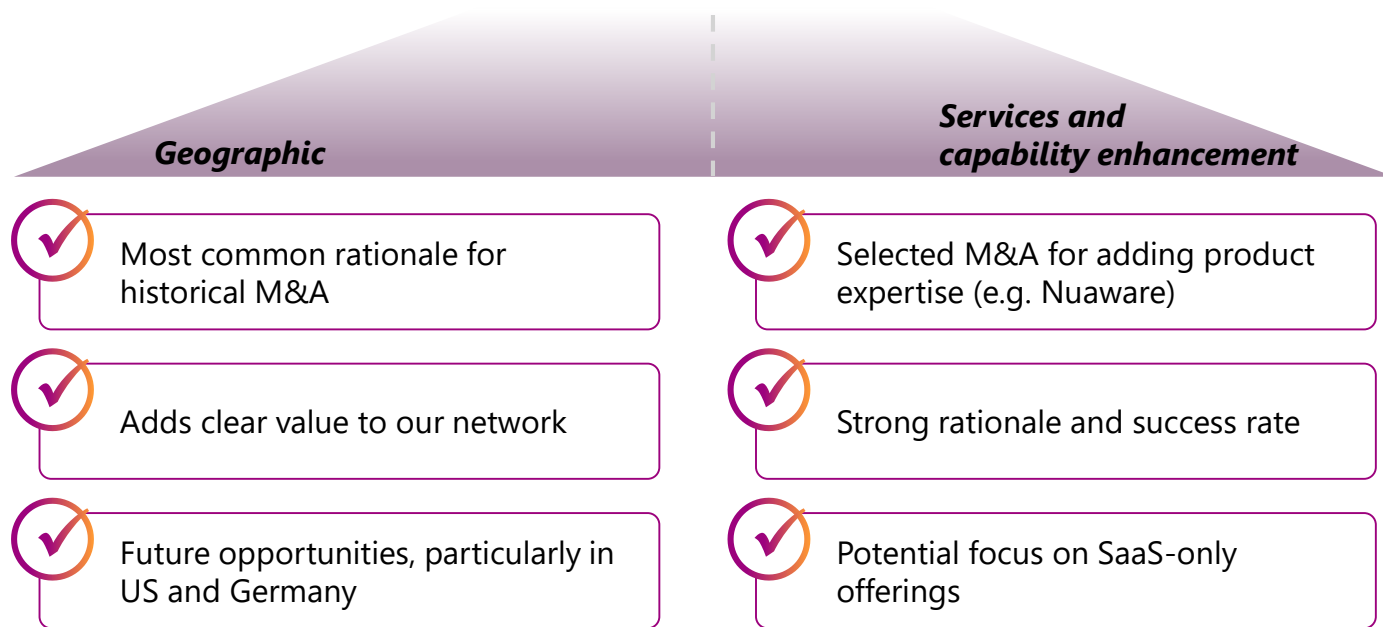 Geographic
Services and
capability enhancement
Most common rationale for
historical M&A
Adds clear value to our network
Future opportunities, particularly in
US and Germany
Selected M&A for adding product
expertise (e.g. Nuaware)
Strong rationale and success rate
Potential focus on SaaS-only
offerings